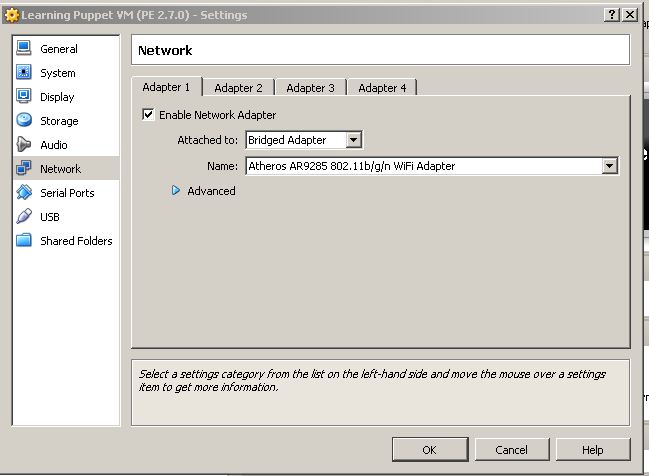 Learning Puppet VM (PE 2.7.0) - Settings
General
System
Display
Storage
Audio
Network
Serial Ports
USB
Shared Folders
Network
Adapter 1 Adapter 2 Adapter 3 Adapter 4
Enable Network Adapter
Attached to: Bridged Adapter
Name: Atheros AR9285 802.11b/g/n WiFi Adapter
Advanced
Select a settings category from the list on the left-hand side and move the mouse over a settings
item to get more information.
OK Cancel Help